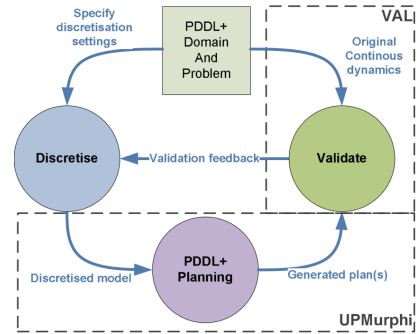 Specify
discretisation
settings
PDDL+
Domain
And
Problem
VAL
Original
Continous
dynamics
Discretise
Validation feedback
Validate
Discretised model
PDDL+
Planning
Generated plan(s)
UPMurphi